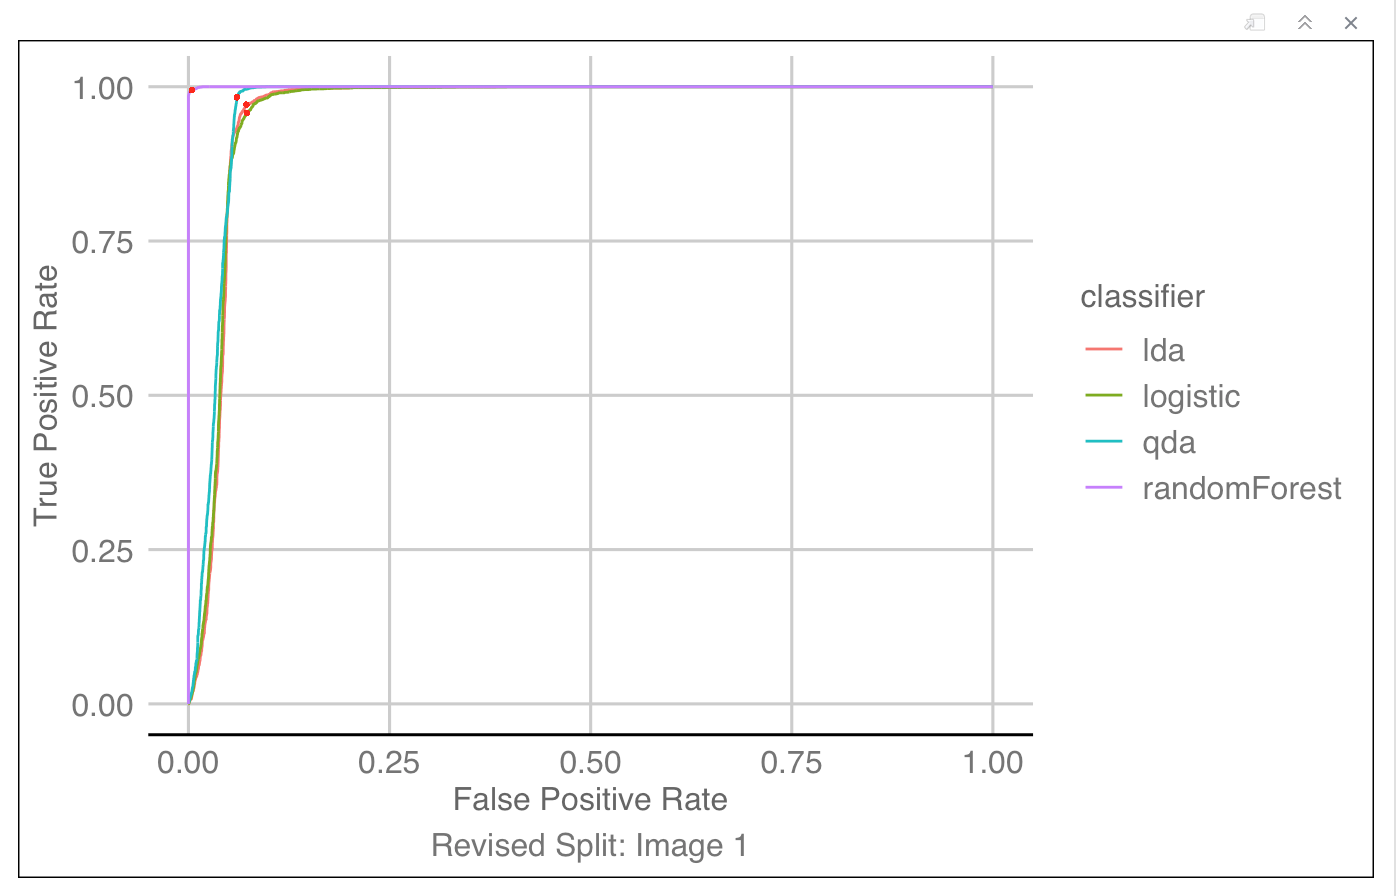 1.00
0.75
0.50
0.25
0.00
True Positive Rate
0.00 0.25 0.50 0.75 1.00
False Positive Rate
Revised Split: Image 1
classifier
lda
logistic
qda
randomForest